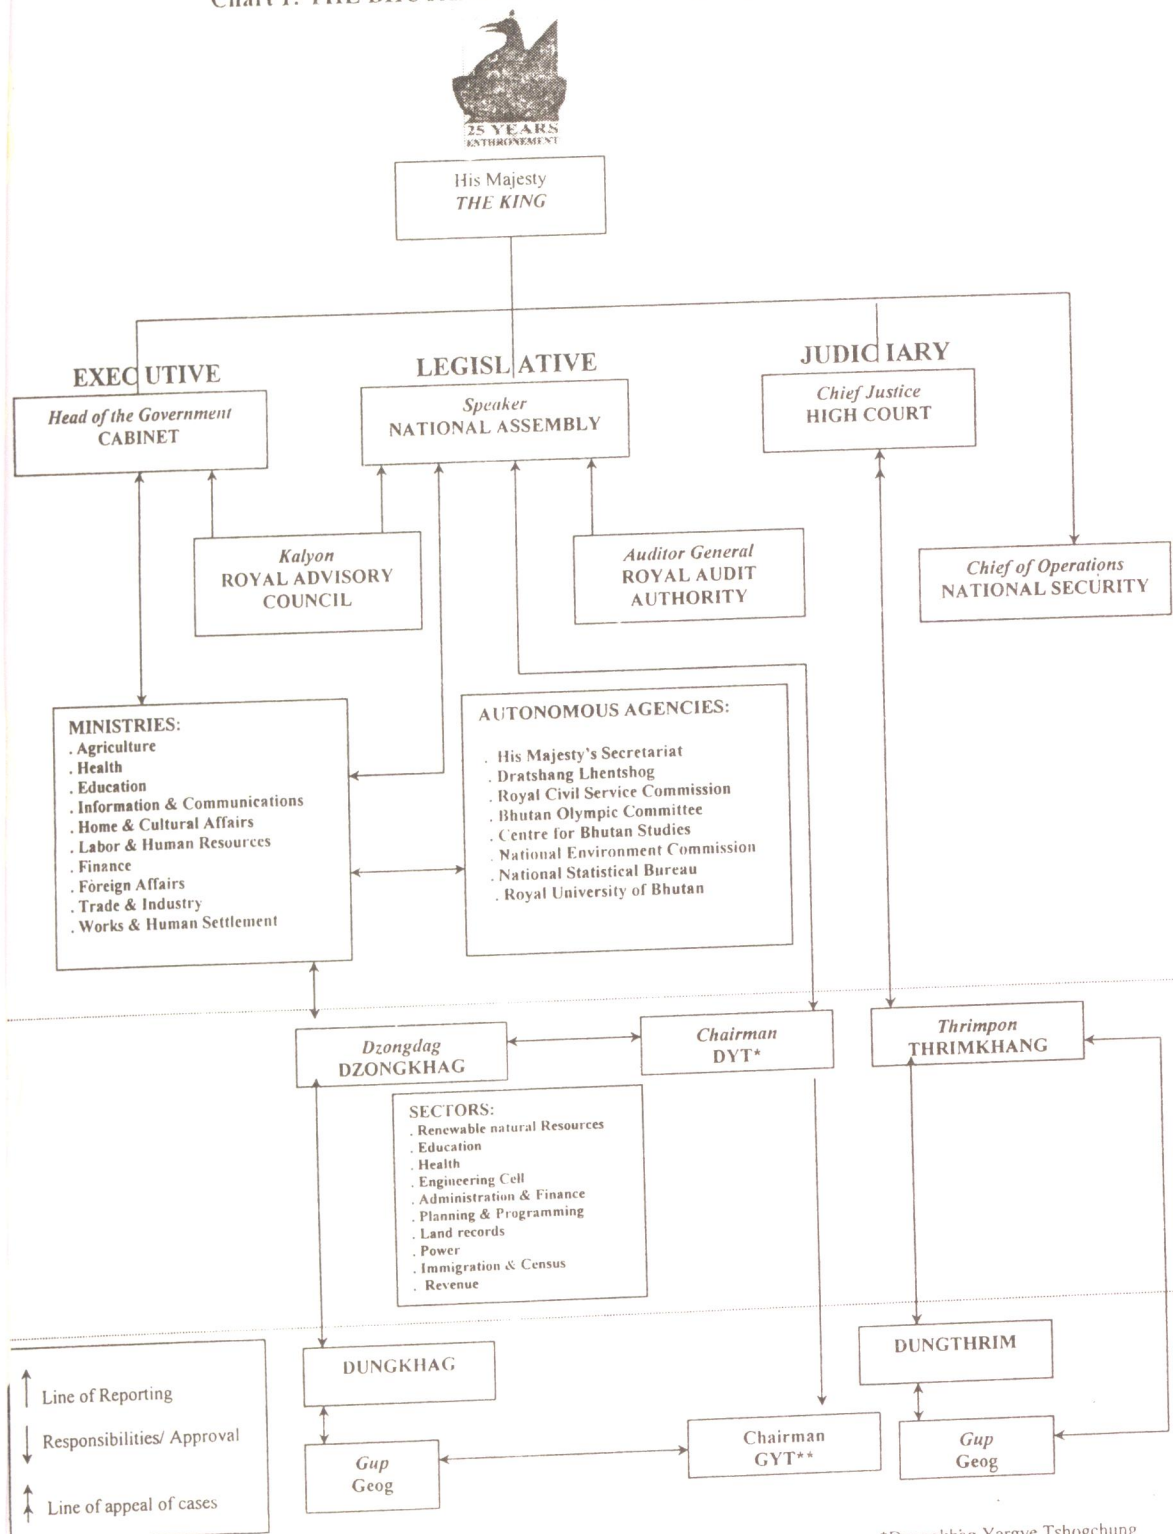 Chart 1: THE
25 YEARS
ENTHRONEMENT
His Majesty
THE KING
EXECUTIVE
LEGISLATIVE
JUDICIARY
Head of the Government
CABINET
Speaker
NATIONAL ASSEMBLY
Chief Justice
HIGH COURT
Kalyon
ROYAL ADVISORY
COUNCIL
Auditor General
ROYAL AUDIT
AUTHORITY
Chief of Operations
NATIONAL SECURITY
MINISTRIES:
. Agriculture
. Health
. Education
. Information & Communications
. Home & Cultural Affairs
. Labor & Human Resources
. Finance
. Foreign Affairs
. Trade & Industry
. Works & Human Settlement
AUTONOMOUS AGENCIES:
. His Majesty's Secretariat
. Dratshang Lhentshog
. Royal Civil Service Commission
. Bhutan Olympic Committee
. Centre for Bhutan Studies
. National Environment Commission
. National Statistical Bureau
. Royal University of Bhutan
Dzongdag
DZONGKHAG
Chairman
DYT*
Thrimpon
THRIMKHANG
SECTORS:
. Renewable natural Resources
. Education
. Health
. Engineering Cell
. Administration & Finance
. Planning & Programming
. Land records
. Power
. Immigration & Census
. Revenue
DUNGKHAG
DUNGTHRIM
Gup
Geog
Chairman
GYT**
Gup
Geog
Line of Reporting
Responsibilities/ Approval
Line of appeal of cases
Yargye Tshogchung